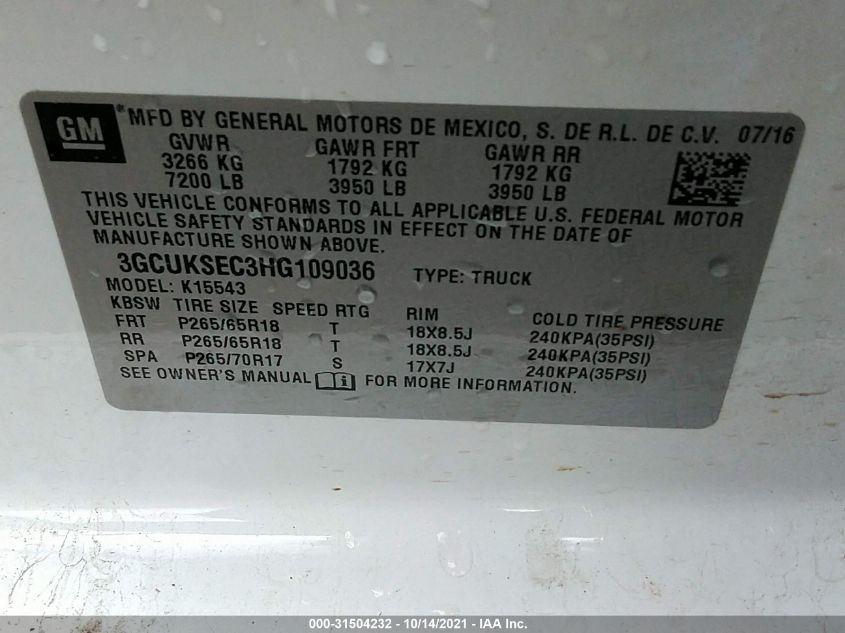 GM
® MFD BY GENERAL MOTORS DE MEXICO, S. DE R.L. DE C.V. 07/16
GVWR GAWR FRT GAWR RR
3266 KG 1792 KG 1792 KG
7200 LB 3950 LB 3950 LB
THIS VEHICLE CONFORMS TO ALL APPLICABLE U.S. FEDERAL MOTOR
VEHICLE SAFETY STANDARDS IN EFFECT ON THE DATE OF
MANUFACTURE SHOWN ABOVE.
3GCUKSEC3HG109036 TYPE: TRUCK
MODEL: K15543
KBSW TIRE SIZE SPEED RTG RIM COLD TIRE PRESSURE
FRT P265/65R18 T 18X8.5J 240KPA(35PSI)
RR P265/65R18 T 18X8.5J 240KPA(35PSI)
SPA P265/70R17 S 17X7J 240KPA(35PSI)
SEE OWNER'S MANUAL FOR MORE INFORMATION.
000-31504232 - 10/14/2021 - IAA Inc.